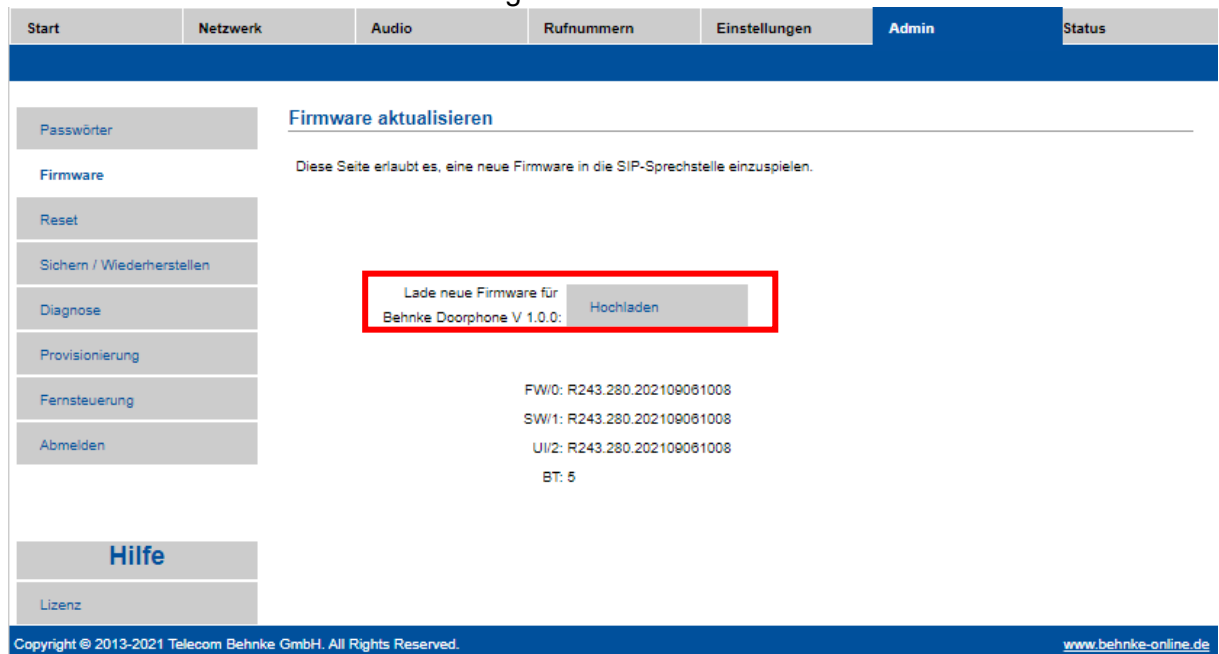 Start Netzwerk Audio Rufnummern Einstellungen Admin Status
Passwörter
Firmware
Reset
Sichern / Wiederherstellen
Diagnose
Provisionierung
Fernsteuerung
Abmelden
Hilfe
Lizenz
Firmware aktualisieren
Diese Seite erlaubt es, eine neue Firmware in die SIP-Sprechstelle einzuspielen.
Lade neue Firmware für
Behnke Doorphone V 1.0.0:
Hochladen
FW/0: R243.280.202109061008
SW/1: R243.280.202109061008
UI/2: R243.280.202109061008
BT: 5
Copyright © 2013-2021 Telecom Behnke GmbH. All Rights Reserved. www.behnke-online.de